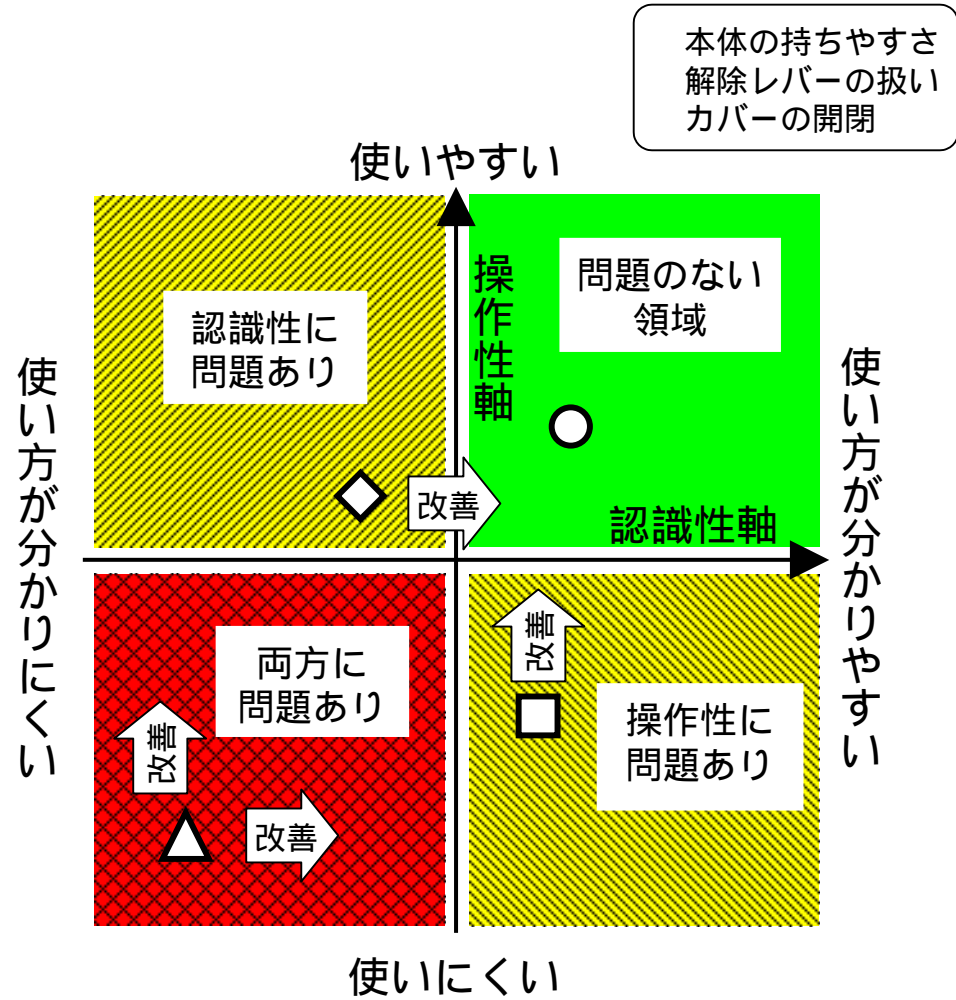 本体の持ちやすさ
解除レバーの扱い
カバーの開閉
使いやすい
操作性軸
問題のない
領域
認識性に
問題あり
使い方が分かりにくい
使い方が分かりやすい
改善
認識性軸
改善
両方に
問題あり
操作性に
問題あり
改善
改善
使いにくい